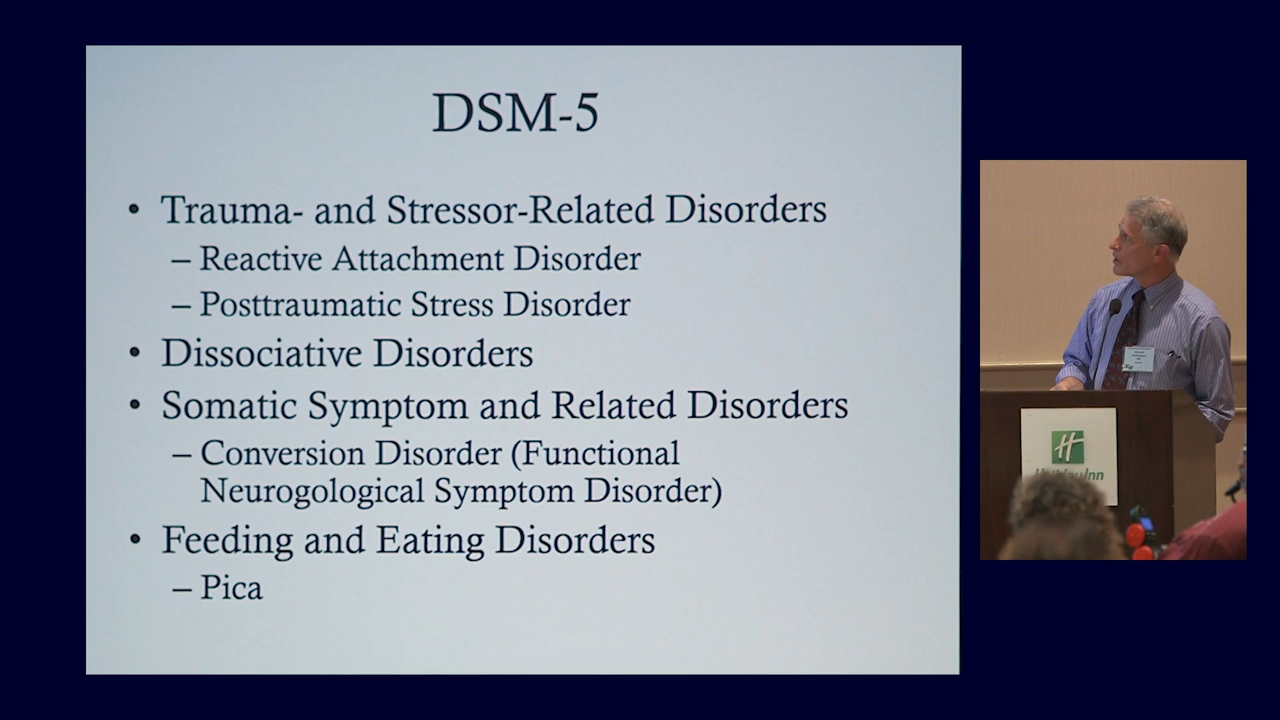 DSM-5
• Trauma- and Stressor-Related Disorders
– Reactive Attachment Disorder
– Posttraumatic Stress Disorder
• Dissociative Disorders
• Somatic Symptom and Related Disorders
– Conversion Disorder (Functional
Neurogological Symptom Disorder)
• Feeding and Eating Disorders
– Pica
H
Inn